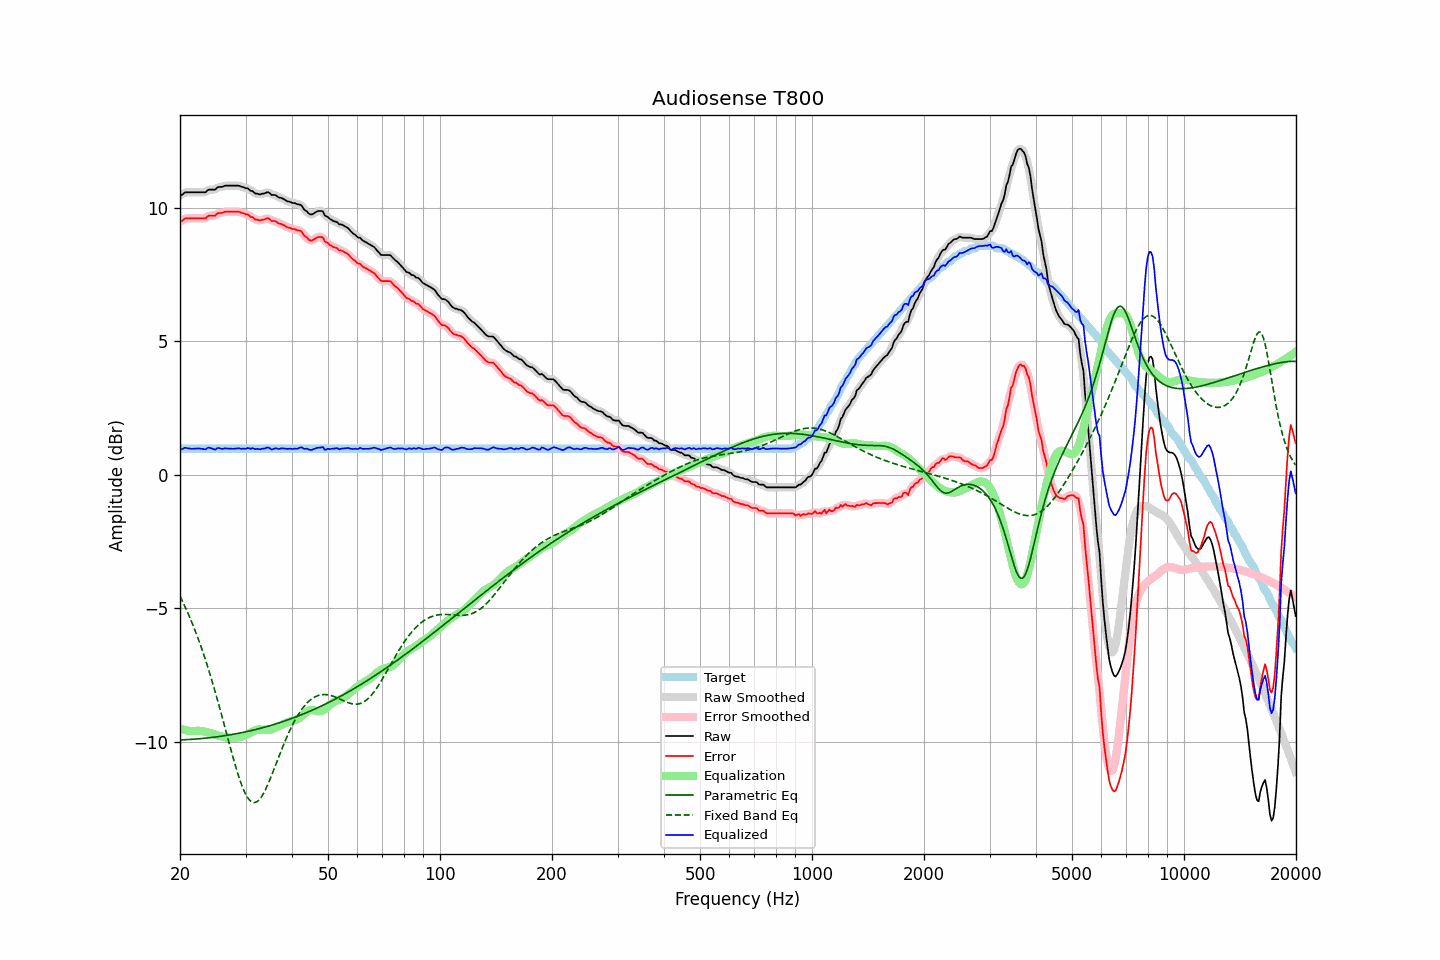 Audiosense T800
Amplitude (dBr)
10
5
0
−5
−10
Target
Raw Smoothed
Error Smoothed
Raw
Error
Equalization
Parametric Eq
Fixed Band Eq
Equalized
20 50 100 200 500 1000 2000 5000 10000 20000
Frequency (Hz)